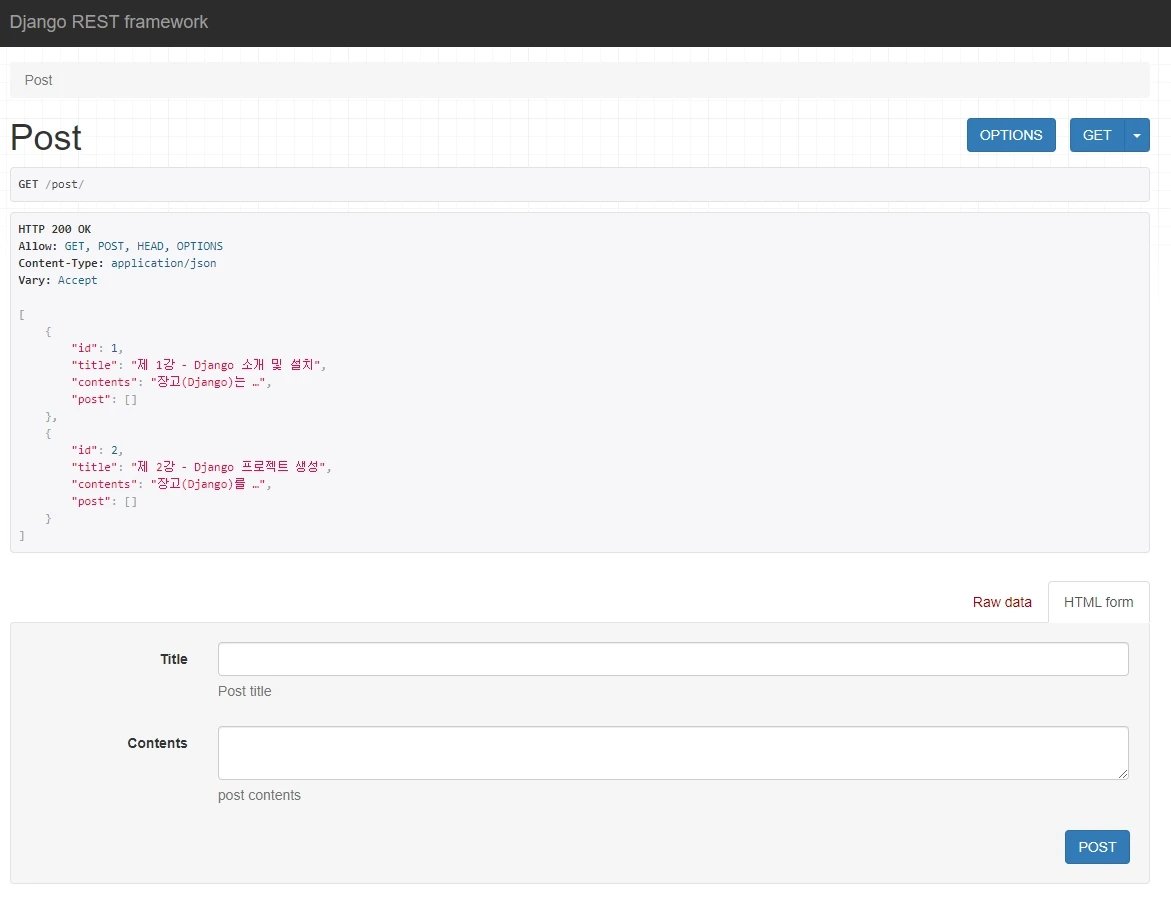 Django REST framework
Post
Post
OPTIONS
GET
GET /post/
HTTP 200 OK
Allow: GET, POST, HEAD, OPTIONS
Content-Type: application/json
Vary: Accept
[
{
"id": 1,
"title": "제 1강 - Django 소개 및 설치",
"contents": "장고(Django)는 …",
"post": []
},
{
"id": 2,
"title": "제 2강 - Django 프로젝트 생성",
"contents": "장고(Django)를 …",
"post": []
}
]
Raw data
HTML form
Title
Post title
Contents
post contents
POST